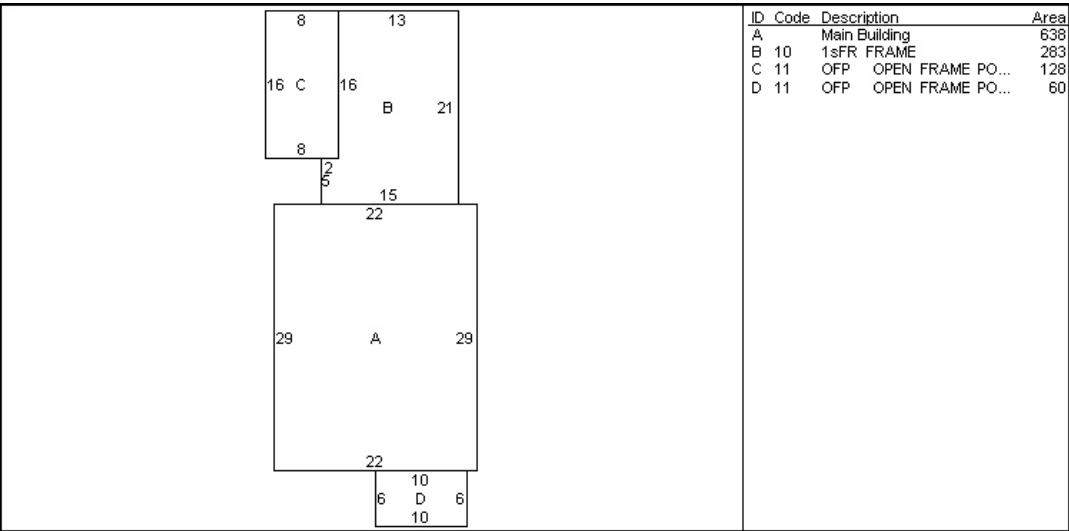 8 13
16 C 16
B 21
8
2
5
15
22
29 A 29
22
10
6 D 6
10
ID Code Description Area
A Main Building 638
B 10 1sFR FRAME 283
C 11 OFP OPEN FRAME PO... 128
D 11 OFP OPEN FRAME PO... 60